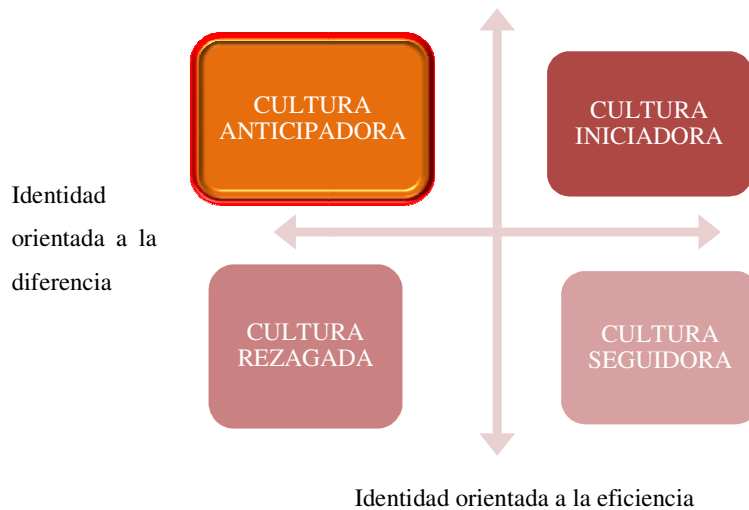 CULTURA
ANTICIPADORA
CULTURA
INICIADORA
Identidad
orientada a la
diferencia
CULTURA
REZAGADA
CULTURA
SEGUIDORA
Identidad orientada a la eficiencia